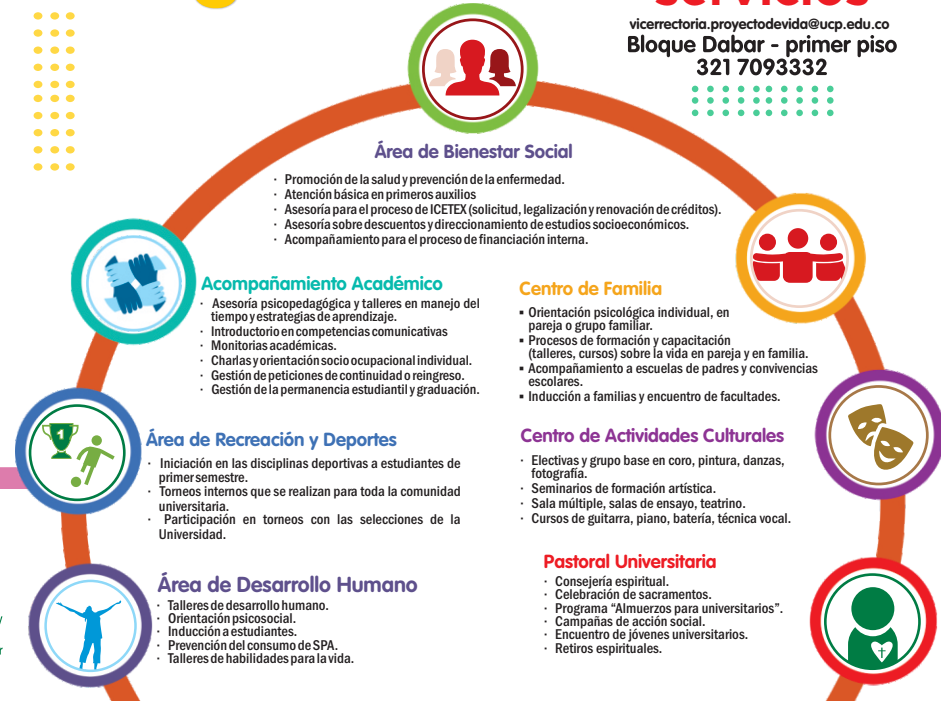 servicios
vicerrectoria.proyectodevida@ucp.edu.co
Bloque Dabar - primer piso
321 7093332
Área de Bienestar Social
· Promoción de la salud y prevención de la enfermedad.
· Atención básica en primeros auxilios
· Asesoría para el proceso de ICETEX (solicitud, legalización y renovación de créditos).
· Asesoría sobre descuentos y direccionamiento de estudios socioeconómicos.
· Acompañamiento para el proceso de financiación interna.
Acompañamiento Académico
· Asesoría psicopedagógica y talleres en manejo del
tiempo y estrategias de aprendizaje.
· Introductorio en competencias comunicativas
· Monitorias académicas.
· Charlas y orientación socio ocupacional individual.
· Gestión de peticiones de continuidad o reingreso.
· Gestión de la permanencia estudiantil y graduación.
Centro de Familia
▪ Orientación psicológica individual, en
pareja o grupo familiar.
▪ Procesos de formación y capacitación
(talleres, cursos) sobre la vida en pareja y en familia.
▪ Acompañamiento a escuelas de padres y convivencias
escolares.
▪ Inducción a familias y encuentro de facultades.
Área de Recreación y Deportes
· Iniciación en las disciplinas deportivas a estudiantes de
primer semestre.
· Torneos internos que se realizan para toda la comunidad
universitaria.
· Participación en torneos con las selecciones de la
Universidad.
1
Centro de Actividades Culturales
· Electivas y grupo base en coro, pintura, danzas,
fotografía.
· Seminarios de formación artística.
· Sala múltiple, salas de ensayo, teatrino.
· Cursos de guitarra, piano, batería, técnica vocal.
Área de Desarrollo Humano
· Talleres de desarrollo humano.
· Orientación psicosocial.
· Inducción a estudiantes.
· Prevención del consumo de SPA.
· Talleres de habilidades para la vida.
Pastoral Universitaria
· Consejería espiritual.
· Celebración de sacramentos.
· Programa “Almuerzos para universitarios”.
· Campañas de acción social.
· Encuentro de jóvenes universitarios.
· Retiros espirituales.